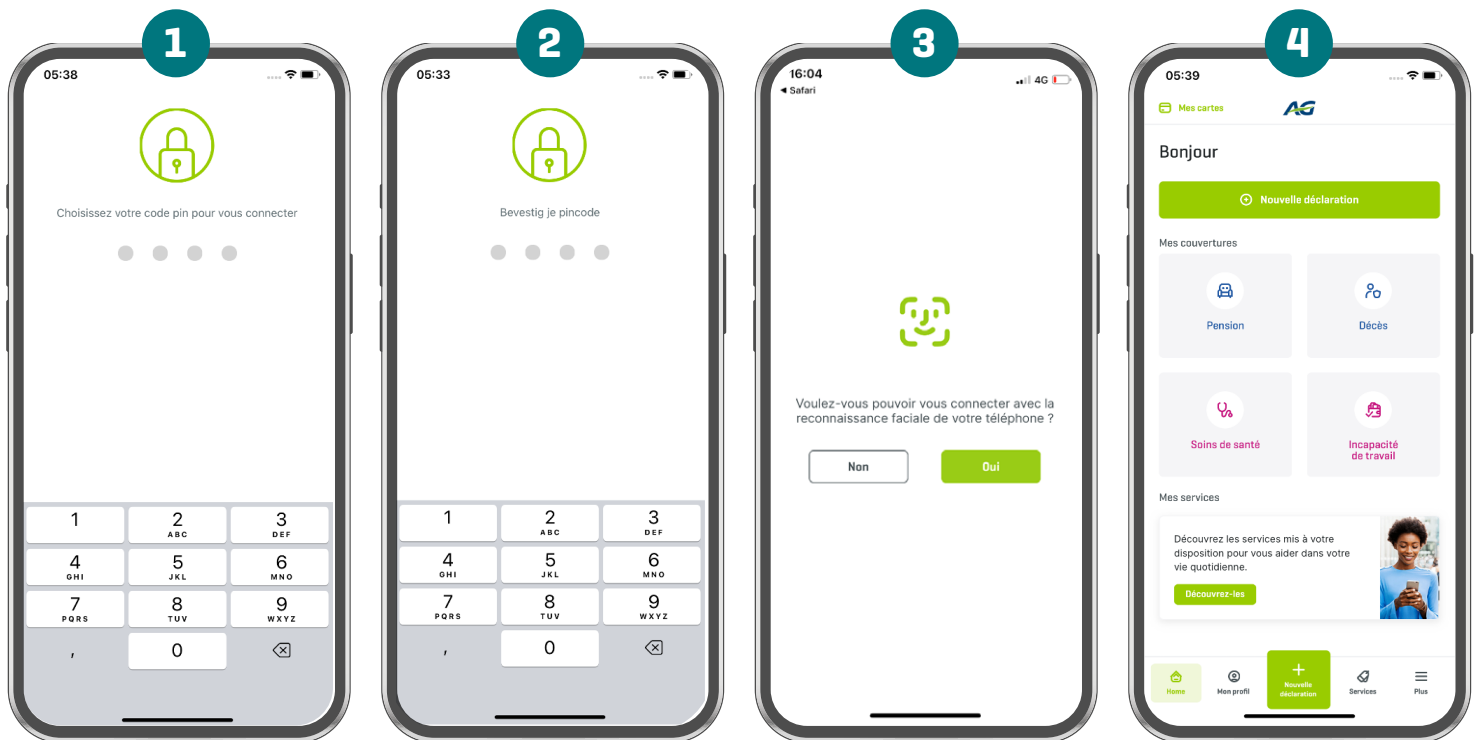 1
05:38
Choisissez votre code pin pour vous connecter
1
2
ABC
3
DEF
4
GHI
5
JKL
6
MNO
7
PQRS
8
TUV
9
WXYZ
,
0
2
05:33
Bevestig je pincode
1
2
ABC
3
DEF
4
GHI
5
JKL
6
MNO
7
PQRS
8
TUV
9
WXYZ
,
0
3
16:04
4G
◀ Safari
Voulez-vous pouvoir vous connecter avec la
reconnaissance faciale de votre téléphone ?
Non
Oui
4
05:39
Mes cartes
AG
Bonjour
Nouvelle déclaration
Mes couvertures
Pension
Décès
Soins de santé
Incapacité
de travail
Mes services
Découvrez les services mis à votre
disposition pour vous aider dans votre
vie quotidienne.
Découvrez-les
Home
Mon profil
Nouvelle
déclaration
Services
Plus